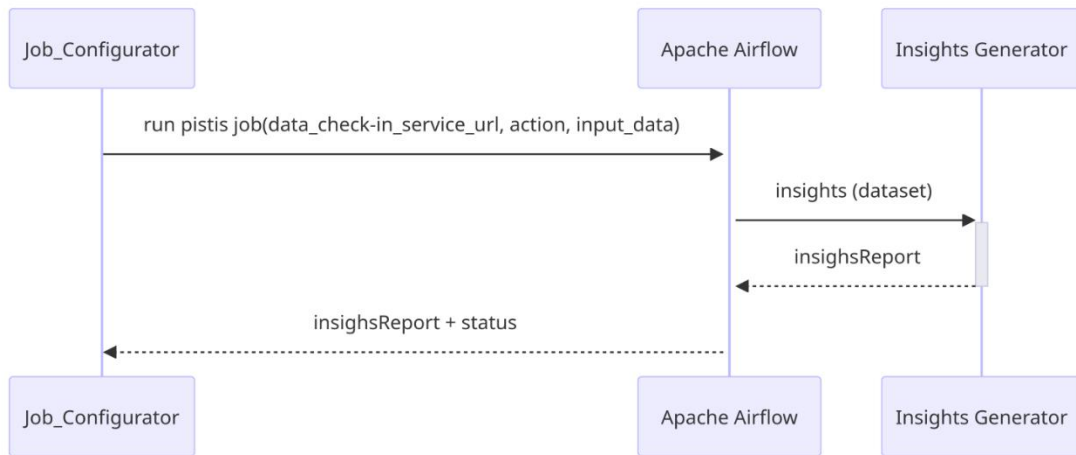 Job_Configurator
Apache Airflow
Insights Generator
run pistis job(data_check-in_service_url, action, input_data)
insights (dataset)
insighsReport
insighsReport + status
Job_Configurator
Apache Airflow
Insights Generator